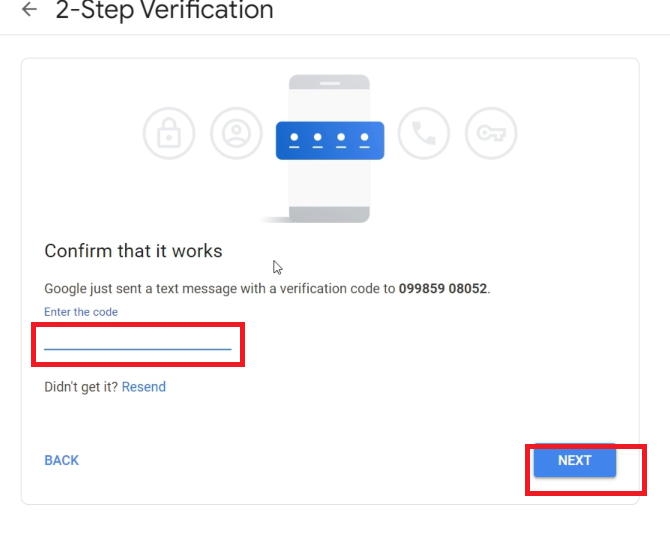 2-Step Verification
Confirm that it works
Google just sent a text message with a verification code to 099859 08052.
Enter the code
Didn't get it? Resend
BACK
NEXT